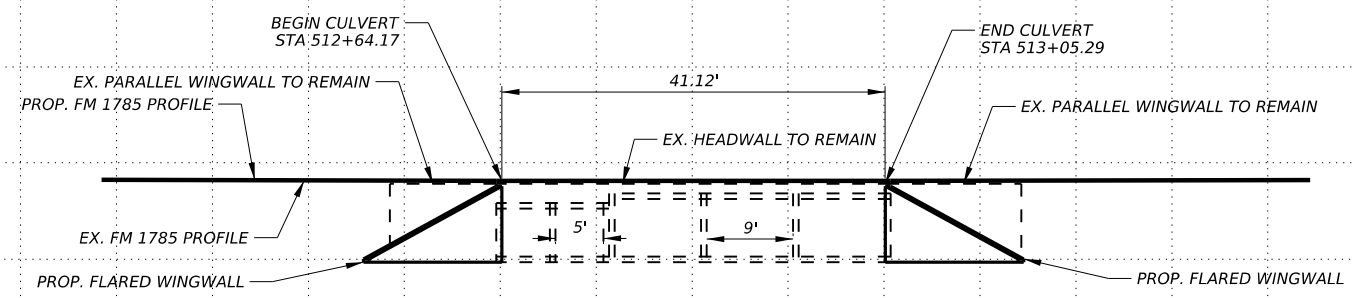 BEGIN CULVERT
STA 512+64.17
END CULVERT
STA 513+05.29
EX. PARALLEL WINGWALL TO REMAIN
41.12'
PROP. FM 1785 PROFILE
EX. PARALLEL WINGWALL TO REMAIN
EX. HEADWALL TO REMAIN
5'
9'
EX. FM 1785 PROFILE
PROP. FLARED WINGWALL
PROP. FLARED WINGWALL